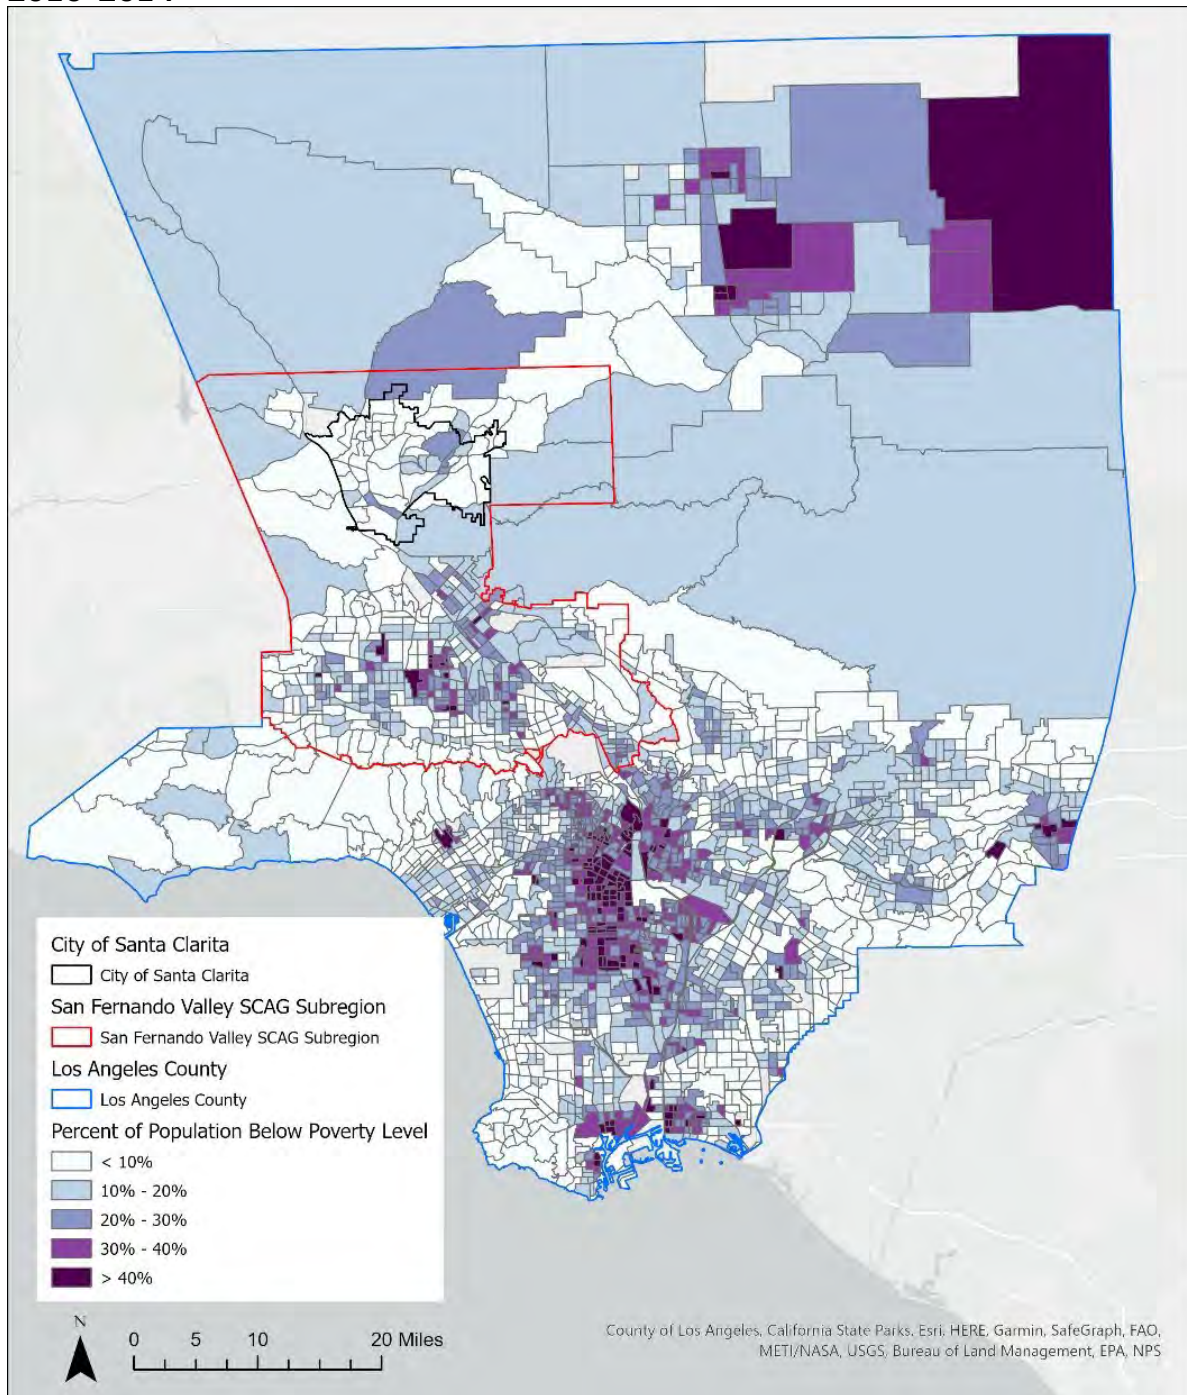 City of Santa Clarita
City of Santa Clarita
San Fernando Valley SCAG Subregion
San Fernando Valley SCAG Subregion
Los Angeles County
Los Angeles County
Percent of Population Below Poverty Level
< 10%
10% - 20%
20% - 30%
30% - 40%
> 40%
N
0 5 10 20 Miles
County of Los Angeles, California State Parks, Esri, HERE, Garmin, SafeGraph, FAO,
METI/NASA, USGS, Bureau of Land Management, EPA, NPS